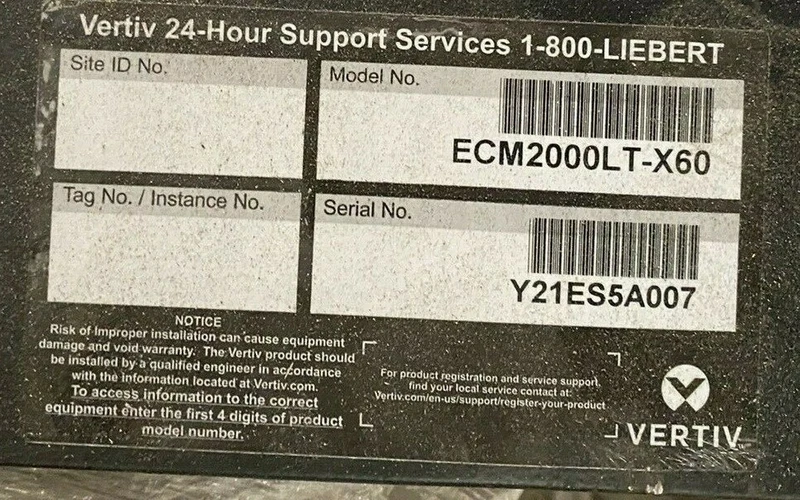 Vertiv 24-Hour Support Services 1-800-LIEBERT
Site ID No.
Model No.
ECM2000LT-X60
Tag No. / Instance No.
Serial No.
Y21ES5A007
NOTICE
Risk of Improper installation can cause equipment
damage and void warranty. The Vertiv product should
be installed by a qualified engineer in accordance
with the information located at Vertiv.com.
To access information to the correct
equipment enter the first 4 digits of product
model number.
For product registration and service support,
find your local service contact at:
Vertiv.com/en-us/support/register-your-product
VERTIV